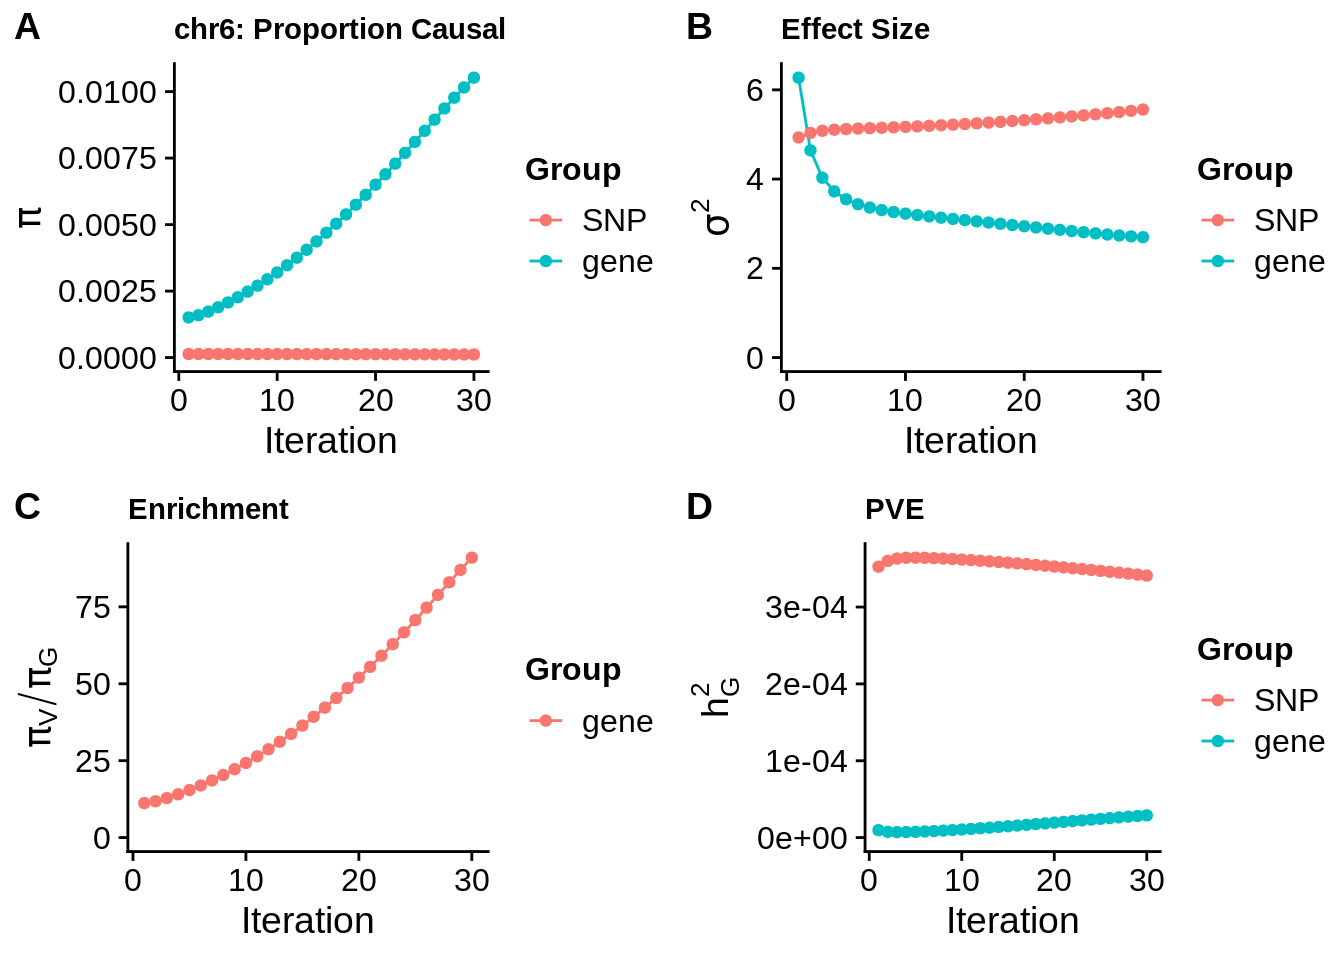 A
chr6: Proportion Causal
π
0.0100
0.0075
0.0050
0.0025
0.0000
0
10
20
30
Iteration
Group
SNP
gene
B
Effect Size
σ²
6
4
2
0
0
10
20
30
Iteration
Group
SNP
gene
C
Enrichment
πV/πG
75
50
25
0
0
10
20
30
Iteration
Group
gene
D
PVE
h²G
3e-04
2e-04
1e-04
0e+00
0
10
20
30
Iteration
Group
SNP
gene